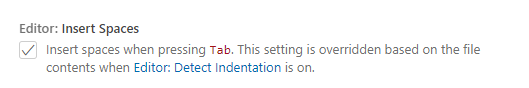 Editor: Insert Spaces
Insert spaces when pressing Tab. This setting is overridden based on the file
contents when Editor: Detect Indentation is on.